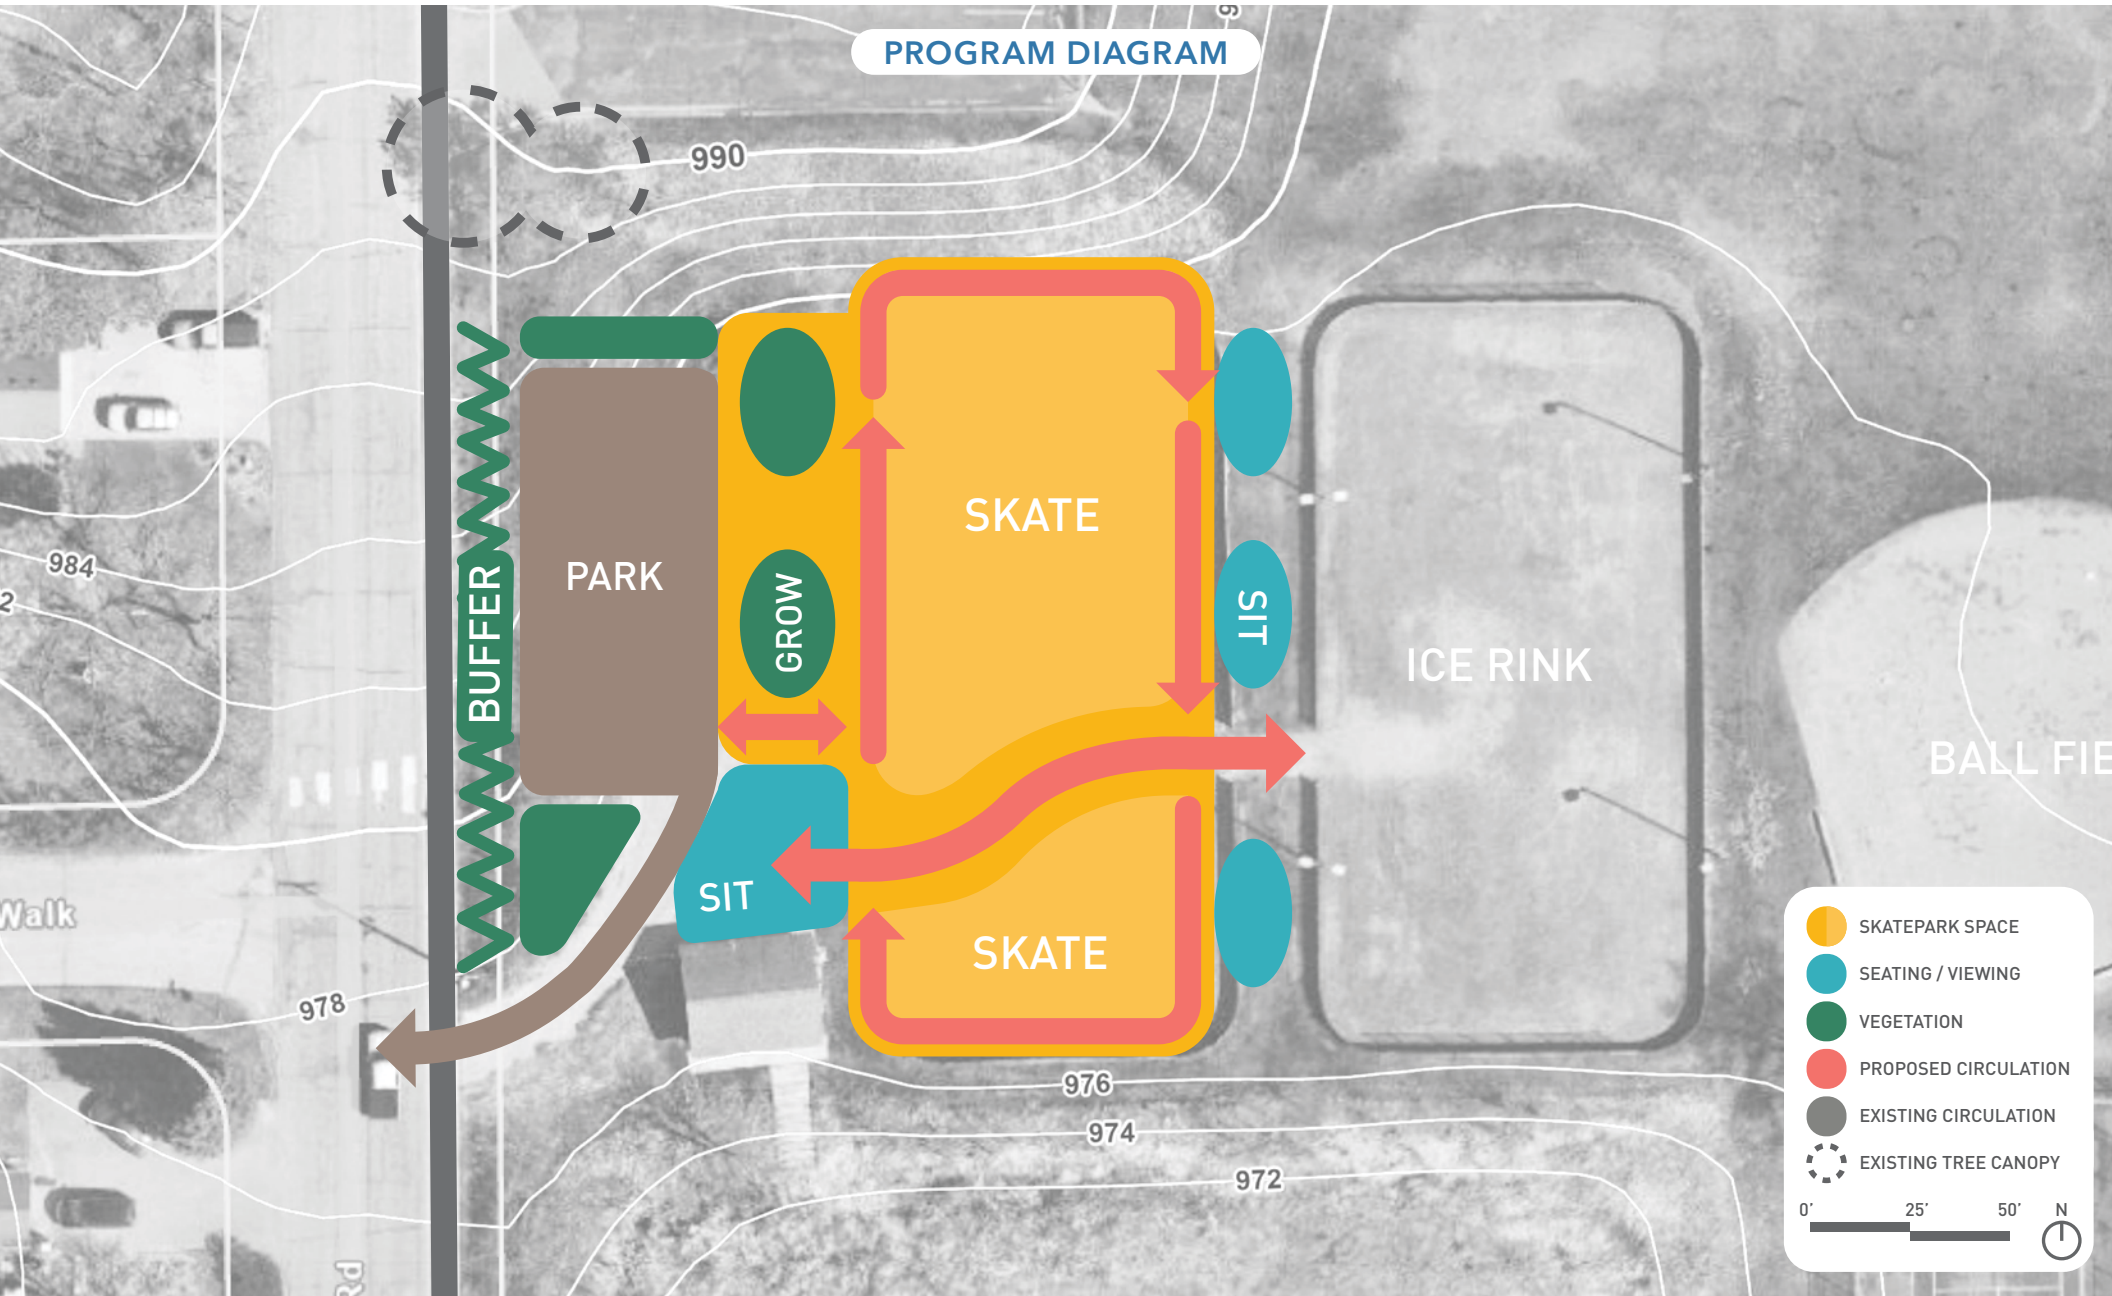 PROGRAM DIAGRAM
990
984
SKATE
PARK
BUFFER
GROW
SIT
ICE RINK
BALL FIE
SIT
SKATE
Walk
978
976
974
972
Rd
SKATEPARK SPACE
SEATING / VIEWING
VEGETATION
PROPOSED CIRCULATION
EXISTING CIRCULATION
EXISTING TREE CANOPY
0' 25' 50' N